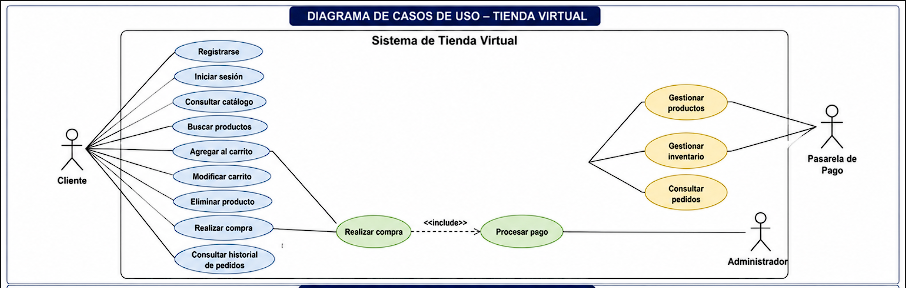 DIAGRAMA DE CASOS DE USO – TIENDA VIRTUAL
Sistema de Tienda Virtual
Registrarse
Iniciar sesión
Consultar catálogo
Buscar productos
Agregar al carrito
Modificar carrito
Eliminar producto
Realizar compra
Consultar historial
de pedidos
Cliente
Realizar compra
<<include>>
Procesar pago
Gestionar
productos
Gestionar
inventario
Consultar
pedidos
Pasarela de
Pago
Administrador